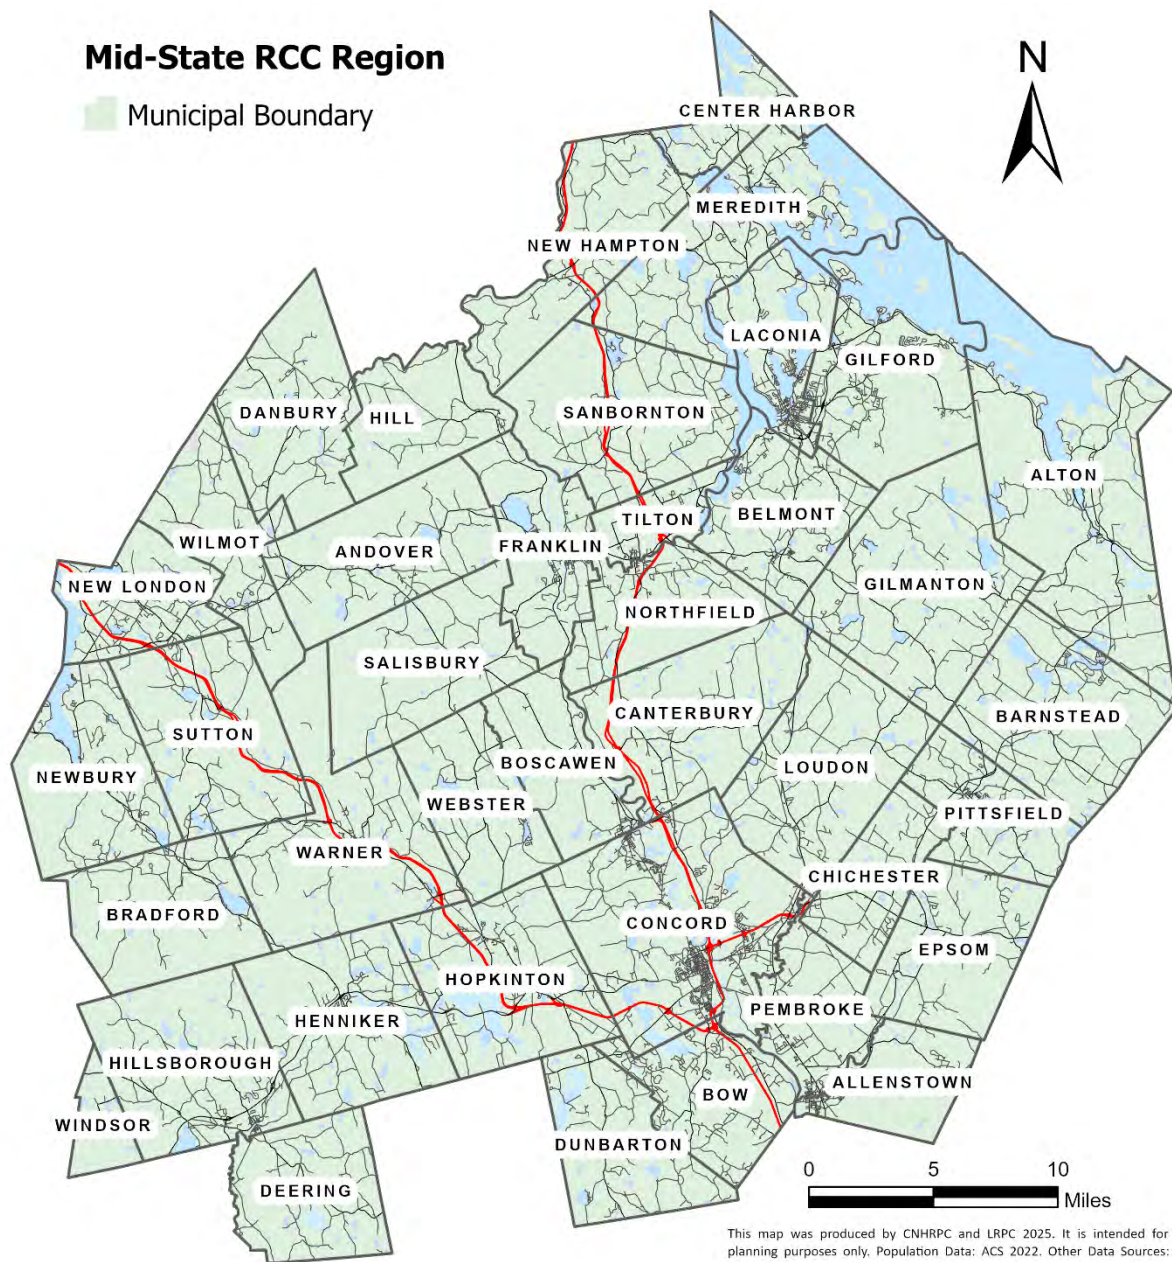 Mid-State RCC Region
Municipal Boundary
N
CENTER HARBOR
MEREDITH
NEW HAMPTON
LACONIA
GILFORD
DANBURY
HILL
SANBORNTON
ALTON
WILMOT
ANDOVER
FRANKLIN
TILTON
BELMONT
NEW LONDON
GILMANTON
NORTHFIELD
SALISBURY
SUTTON
CANTERBURY
BARNSTEAD
NEWBURY
BOSCAWEN
LOUDON
WEBSTER
PITTSFIELD
WARNER
CHICHESTER
BRADFORD
CONCORD
EPSOM
HOPKINTON
HENNIKER
PEMBROKE
HILLSBOROUGH
ALLENSTOWN
BOW
WINDSOR
DUNBARTON
DEERING
0 5 10
Miles
This map was produced by CNHRPC and LRPC 2025. It is intended for
planning purposes only. Population Data: ACS 2022. Other Data Sources: